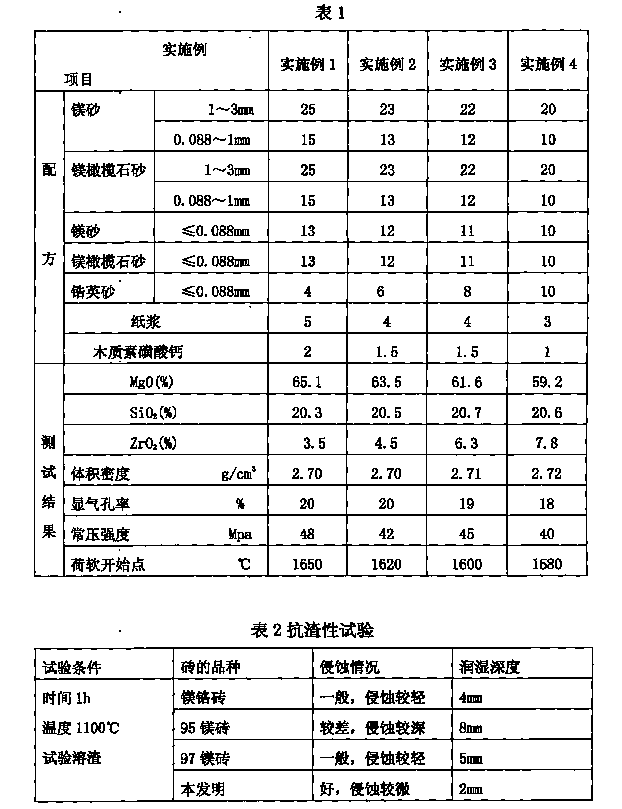 表1
实施例
项目
实施例1 实施例2 实施例3 实施例4
配方
镁砂 1～3mm 25 23 22 20
0.088～1mm 15 13 12 10
镁橄榄石砂 1～3mm 25 23 22 20
0.088～1mm 15 13 12 10
镁砂 ≤0.088mm 13 12 11 10
镁橄榄石砂 ≤0.088mm 13 12 11 10
锆英砂 ≤0.088mm 4 6 8 10
纸浆 5 4 4 3
木质素磺酸钙 2 1.5 1.5 1
测试结果
MgO(%) 65.1 63.5 61.6 59.2
SiO₂(%) 20.3 20.5 20.7 20.6
ZrO₂(%) 3.5 4.5 6.3 7.8
体积密度 g/cm³ 2.70 2.70 2.71 2.72
显气孔率 % 20 20 19 18
常压强度 Mpa 48 42 45 40
荷软开始点 ℃ 1650 1620 1600 1580
表2抗渣性试验
试验条件 砖的品种 侵蚀情况 润湿深度
时间1h 镁铬砖 一般，侵蚀较轻 4mm
温度1100℃ 95镁砖 较差，侵蚀较深 8mm
试验溶渣 97镁砖 一般，侵蚀较轻 5mm
本发明 好，侵蚀较微 2mm